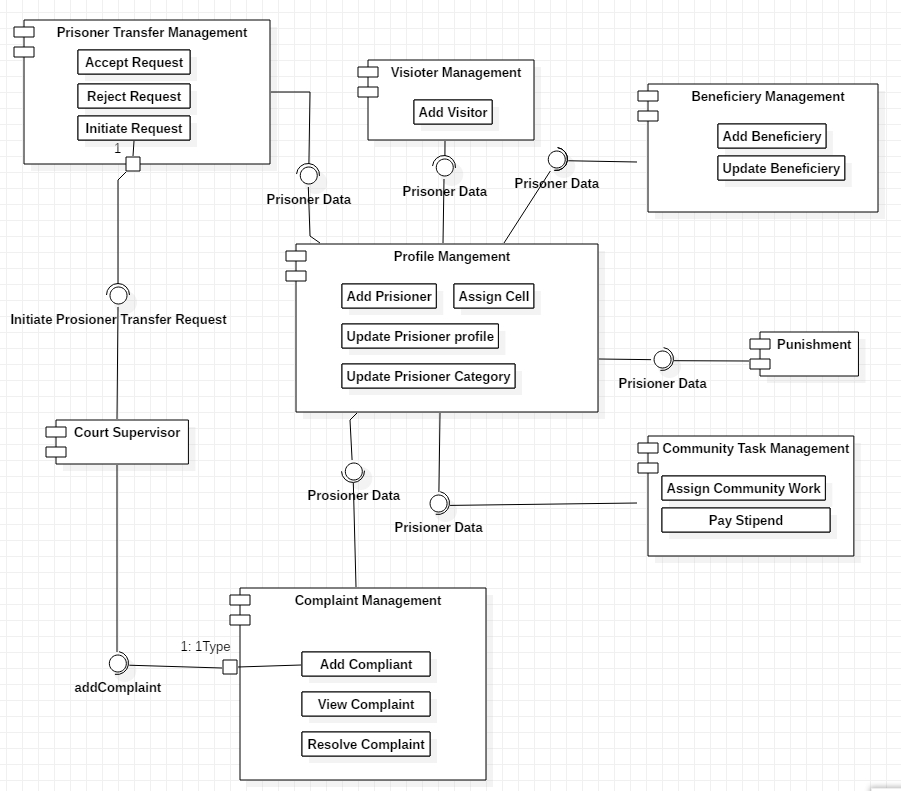 Prisoner Transfer Management
Accept Request
Reject Request
Initiate Request
1
Visioter Management
Add Visitor
Beneficiery Management
Add Beneficiery
Update Beneficiery
Prisoner Data
Prisoner Data
Prisoner Data
Profile Mangement
Add Prisioner
Assign Cell
Update Prisioner profile
Update Prisioner Category
Initiate Prosioner Transfer Request
Punishment
Prisioner Data
Court Supervisor
Community Task Management
Assign Community Work
Pay Stipend
Prosioner Data
Prisioner Data
Complaint Management
1: 1Type
Add Compliant
View Complaint
Resolve Complaint
addComplaint